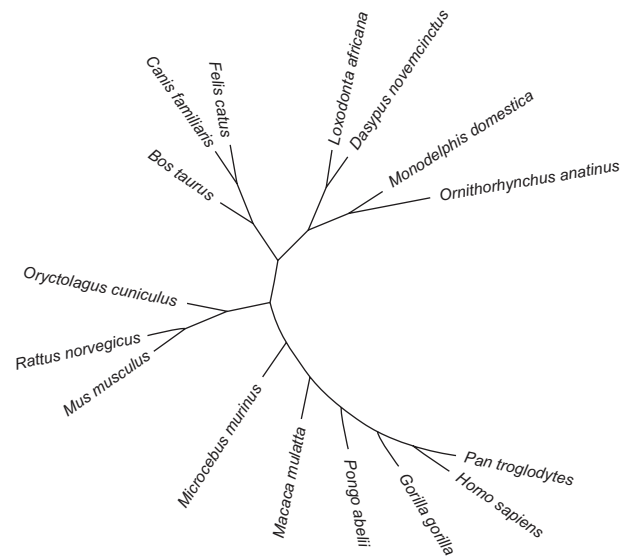 Loxodonta africana
Dasypus novemcinctus
Monodelphis domestica
Ornithorhynchus anatinus
Felis catus
Canis familiaris
Bos taurus
Oryctolagus cuniculus
Rattus norvegicus
Mus musculus
Microcebus murinus
Macaca mulatta
Pongo abelii
Gorilla gorilla
Homo sapiens
Pan troglodytes